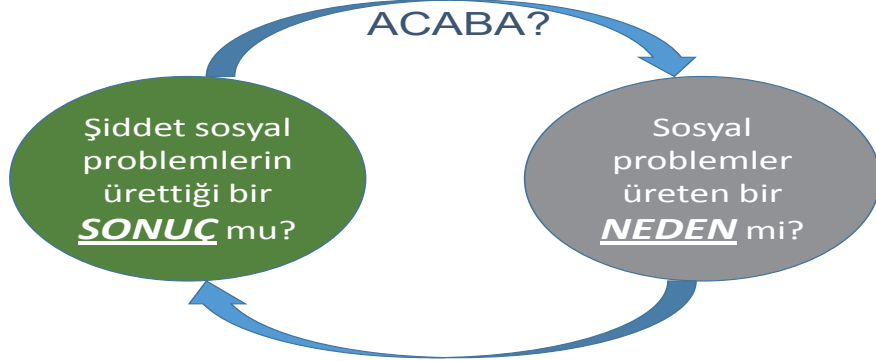 ACABA?
Şiddet sosyal
problemlerin
ürettiği bir
SONUÇ mu?
Sosyal
problemler
üreten bir
NEDEN mi?